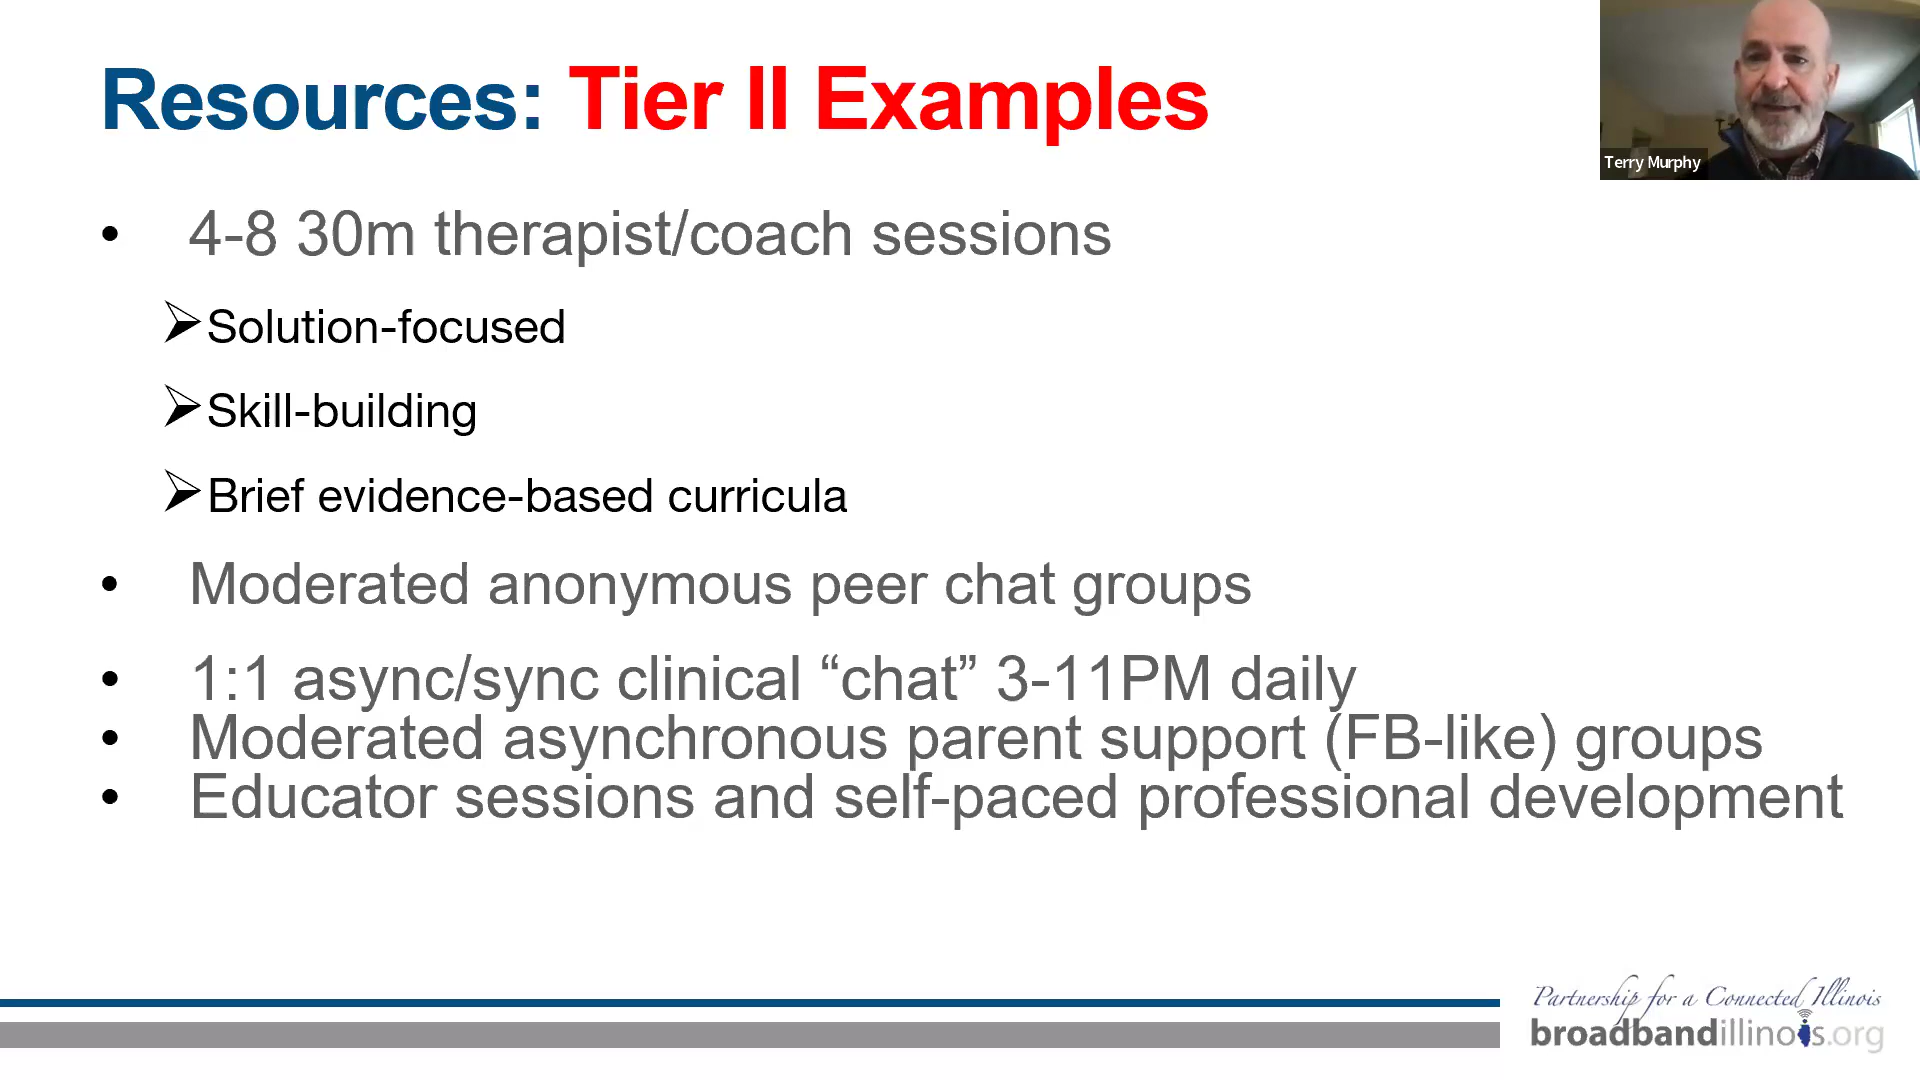 Resources: Tier II Examples
Terry Murphy
• 4-8 30m therapist/coach sessions
➢Solution-focused
➢Skill-building
➢Brief evidence-based curricula
• Moderated anonymous peer chat groups
• 1:1 async/sync clinical “chat” 3-11PM daily
• Moderated asynchronous parent support (FB-like) groups
• Educator sessions and self-paced professional development
Partnership for a Connected Illinois
broadbandillinois.org